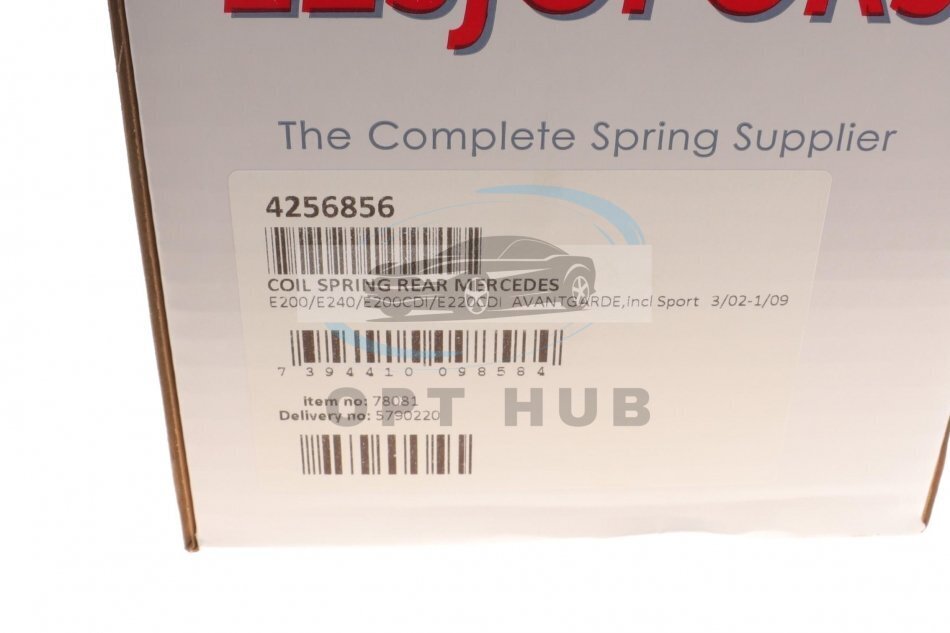 LESJÖFORS
The Complete Spring Supplier
4256856
COIL SPRING REAR MERCEDES
E200/E240/E200CDI/E220CDI AVANTGARDE,incl Sport 3/02-1/09
7 394410 098584
OPT HUB
item no: 78081
Delivery no: 5790220